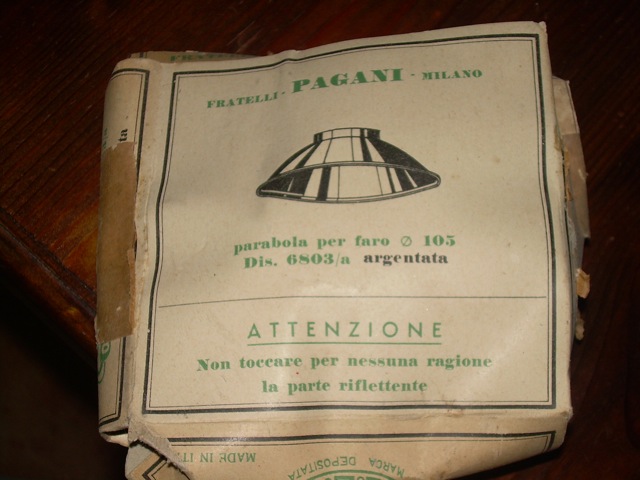 FRATELLI - PAGANI - MILANO
parabola per faro ∅ 105
Dis. 6803/a argentata
ATTENZIONE
Non toccare per nessuna ragione
la parte riflettente
MADE IN
MARCA DEPOSITATA
ta